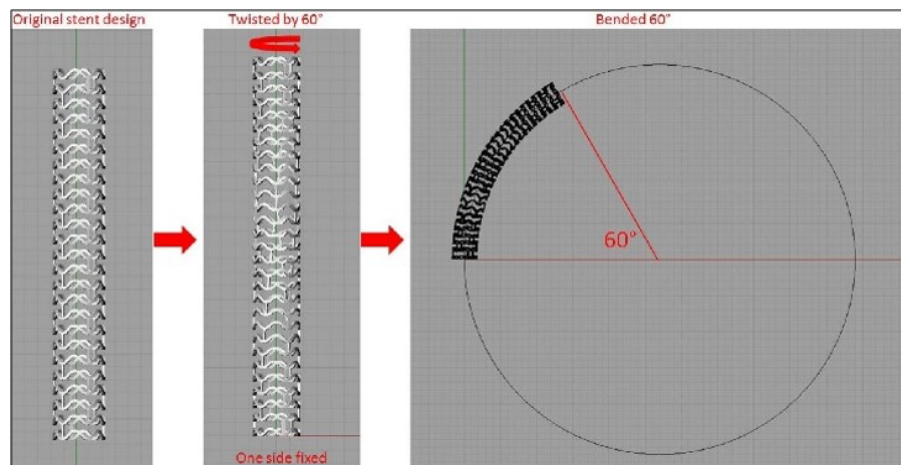 Original stent design
Twisted by 60°
Bended 60°
60°
One side fixed